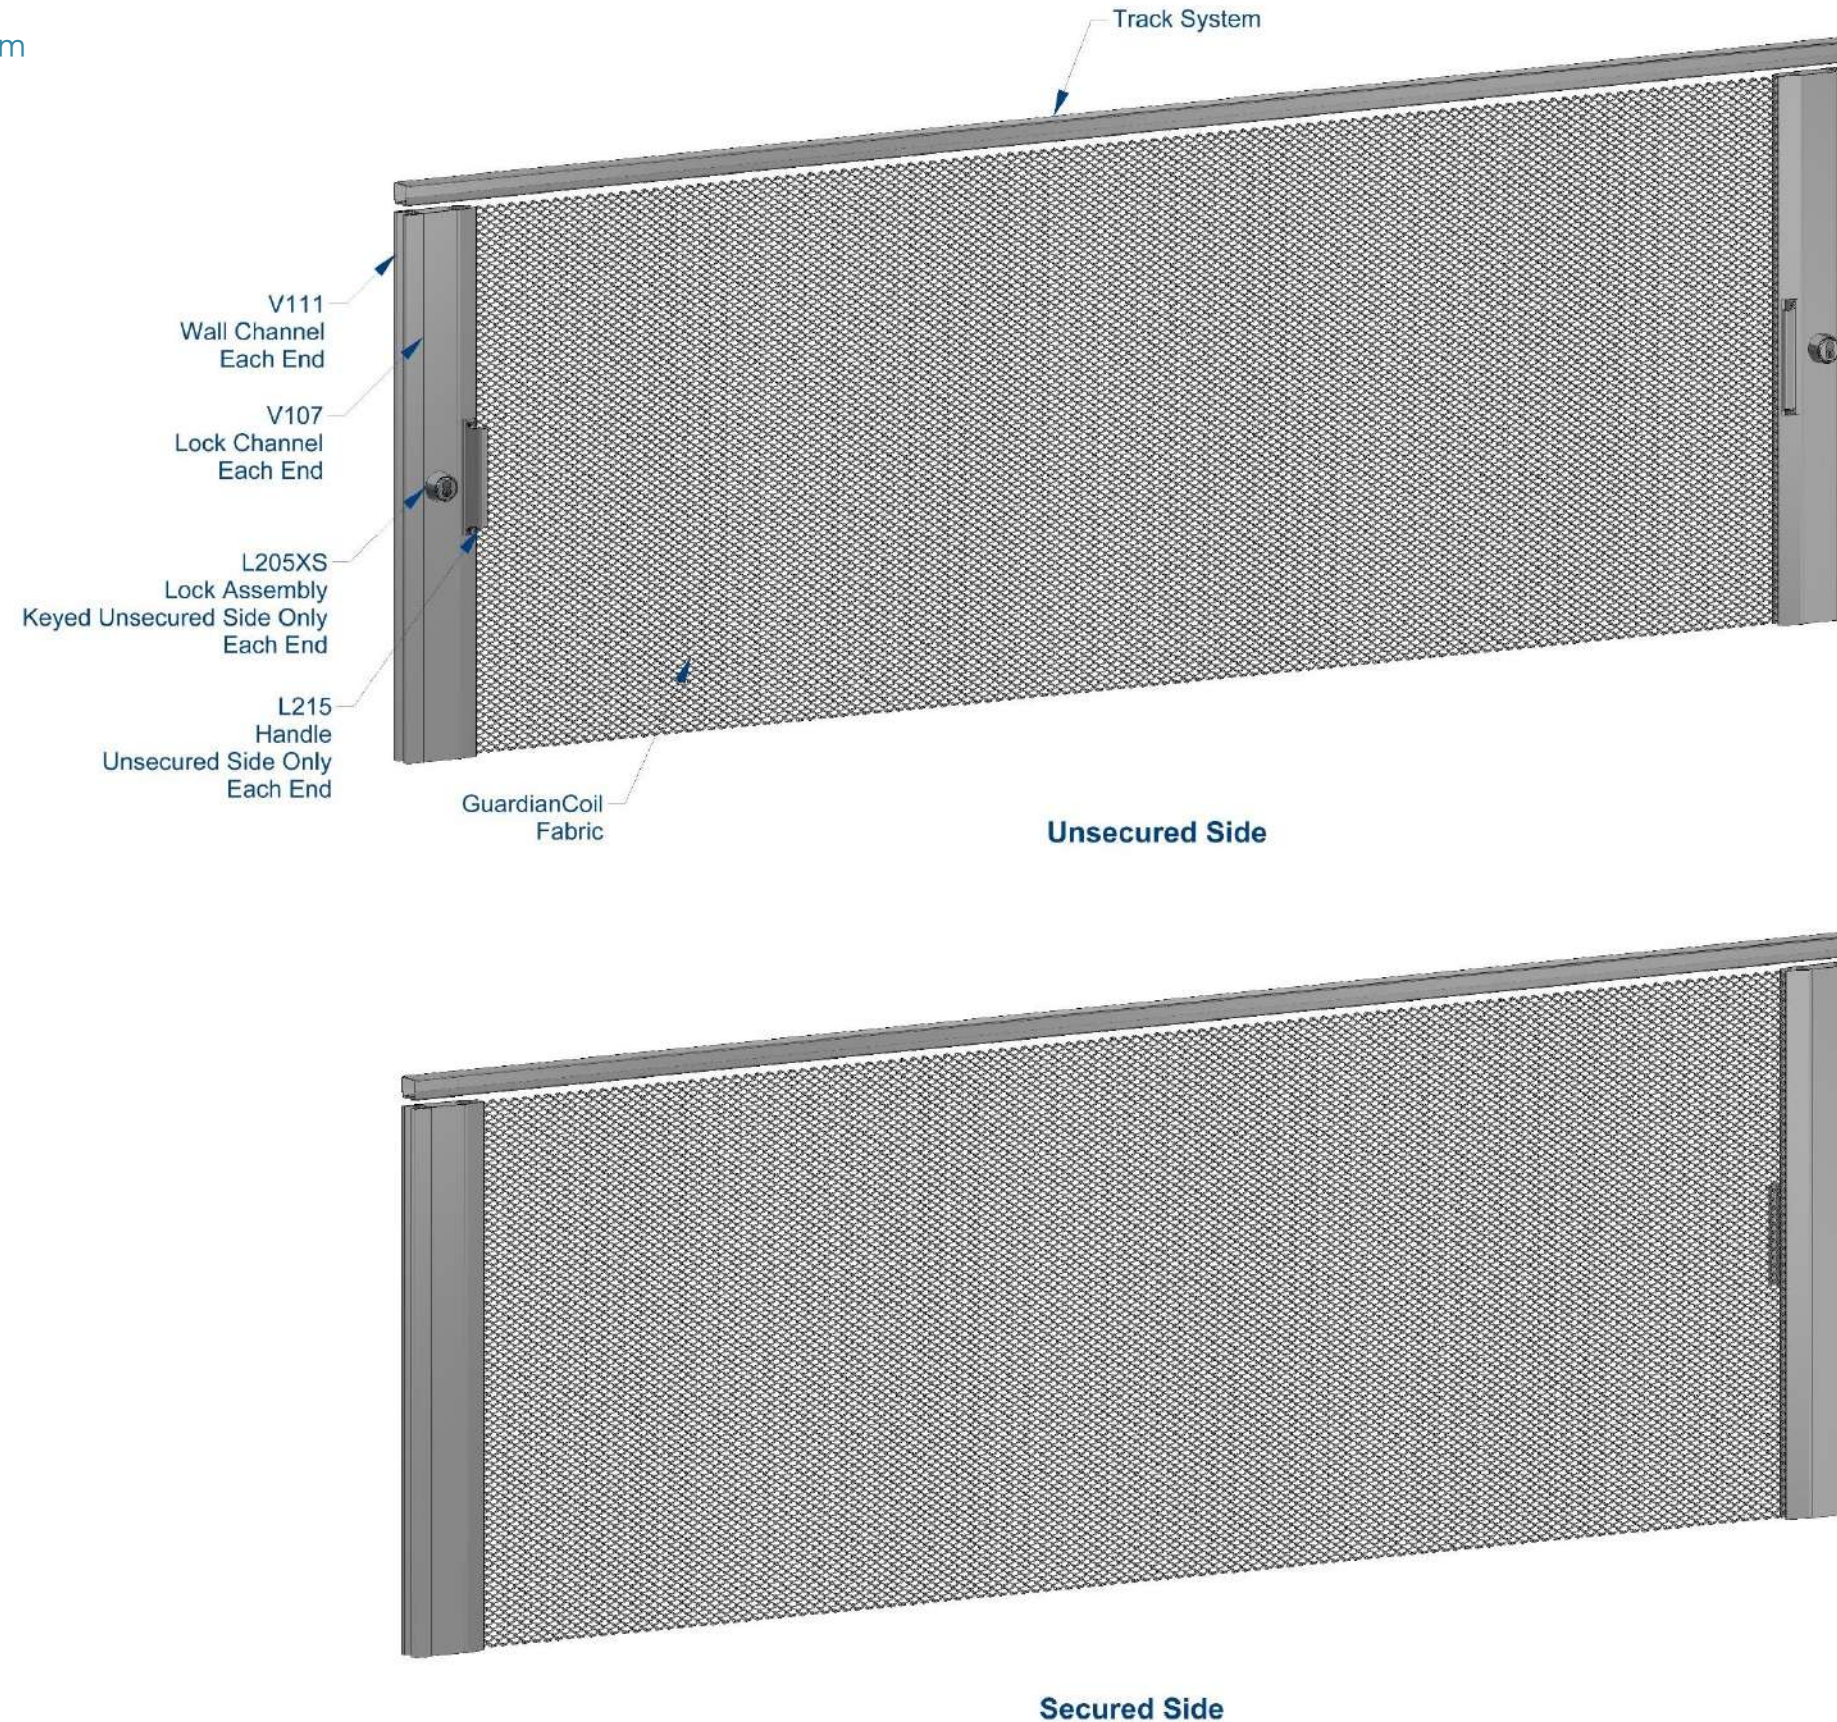 m
Track System
V111
Wall Channel
Each End
V107
Lock Channel
Each End
L205XS
Lock Assembly
Keyed Unsecured Side Only
Each End
L215
Handle
Unsecured Side Only
Each End
GuardianCoil
Fabric
Unsecured Side
Secured Side